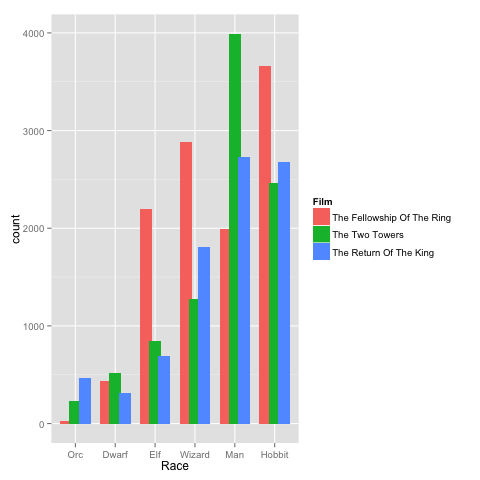 4000
3000
2000
1000
0
count
Orc Dwarf Elf Wizard Man Hobbit
Race
Film
The Fellowship Of The Ring
The Two Towers
The Return Of The King